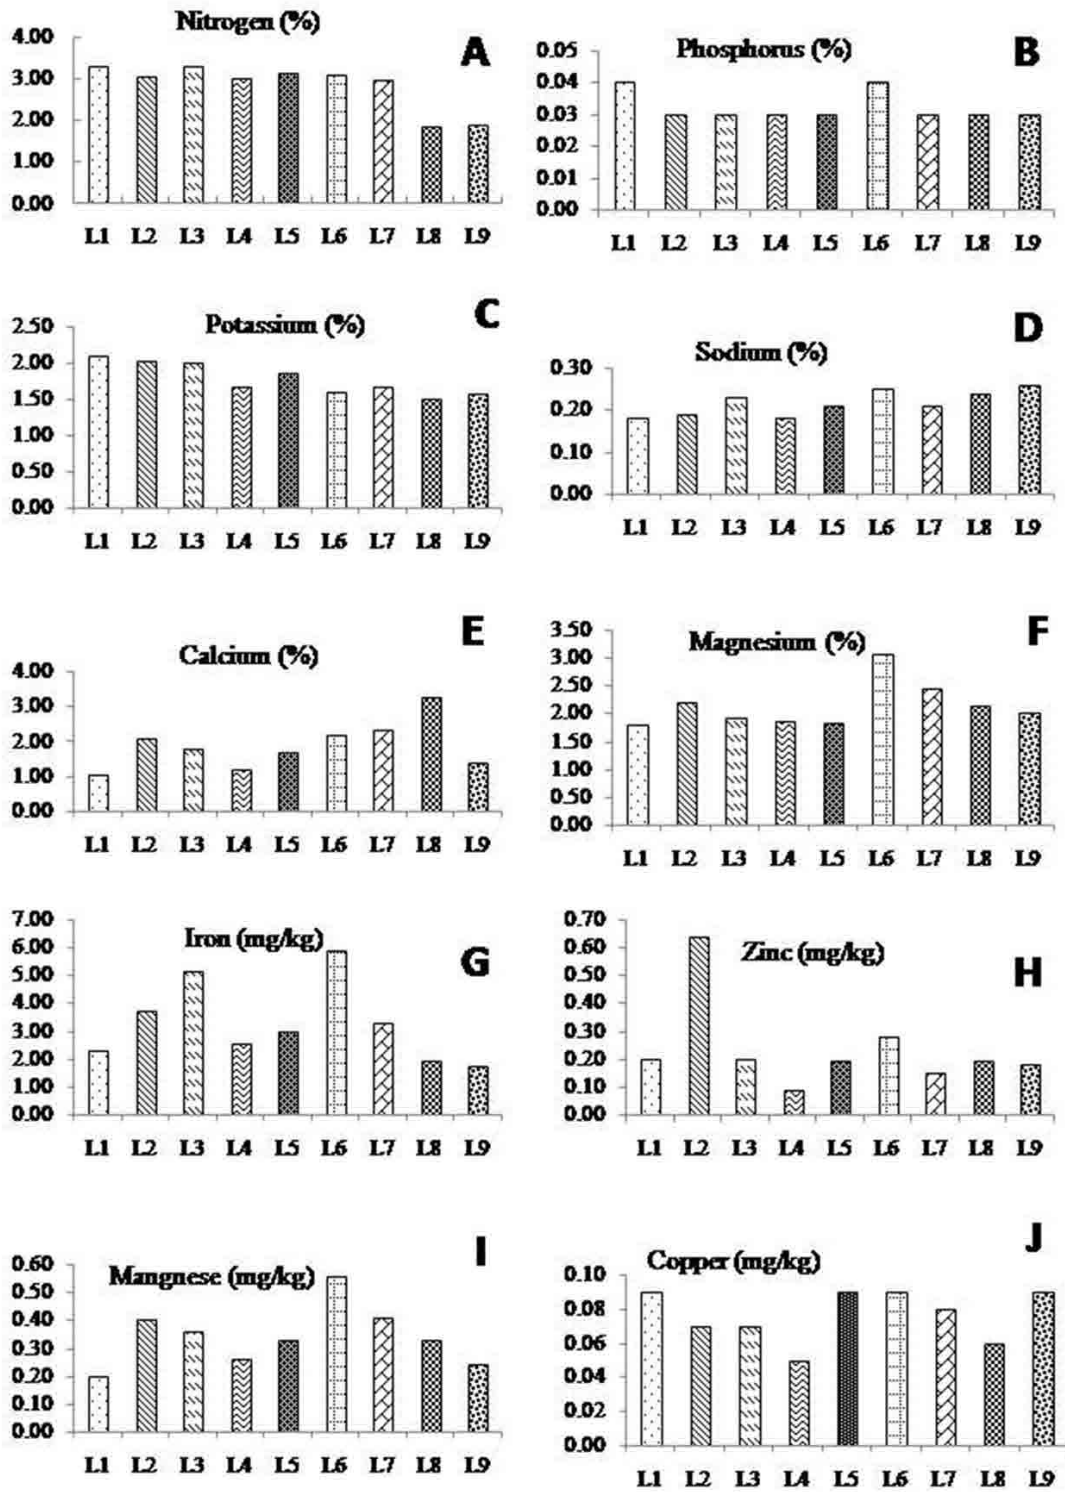 Nitrogen (%)
A
4.00
3.00
2.00
1.00
0.00
L1 L2 L3 L4 L5 L6 L7 L8 L9
Phosphorus (%)
B
0.05
0.04
0.03
0.02
0.01
0.00
L1 L2 L3 L4 L5 L6 L7 L8 L9
Potassium (%)
C
2.50
2.00
1.50
1.00
0.50
0.00
L1 L2 L3 L4 L5 L6 L7 L8 L9
Sodium (%)
D
0.30
0.20
0.10
0.00
L1 L2 L3 L4 L5 L6 L7 L8 L9
Calcium (%)
E
4.00
3.00
2.00
1.00
0.00
L1 L2 L3 L4 L5 L6 L7 L8 L9
Magnesium (%)
F
3.50
3.00
2.50
2.00
1.50
1.00
0.50
0.00
L1 L2 L3 L4 L5 L6 L7 L8 L9
Iron (mg/kg)
G
7.00
6.00
5.00
4.00
3.00
2.00
1.00
0.00
L1 L2 L3 L4 L5 L6 L7 L8 L9
Zinc (mg/kg)
H
0.70
0.60
0.50
0.40
0.30
0.20
0.10
0.00
L1 L2 L3 L4 L5 L6 L7 L8 L9
Mangnese (mg/kg)
I
0.60
0.50
0.40
0.30
0.20
0.10
0.00
L1 L2 L3 L4 L5 L6 L7 L8 L9
Copper (mg/kg)
J
0.10
0.08
0.06
0.04
0.02
0.00
L1 L2 L3 L4 L5 L6 L7 L8 L9